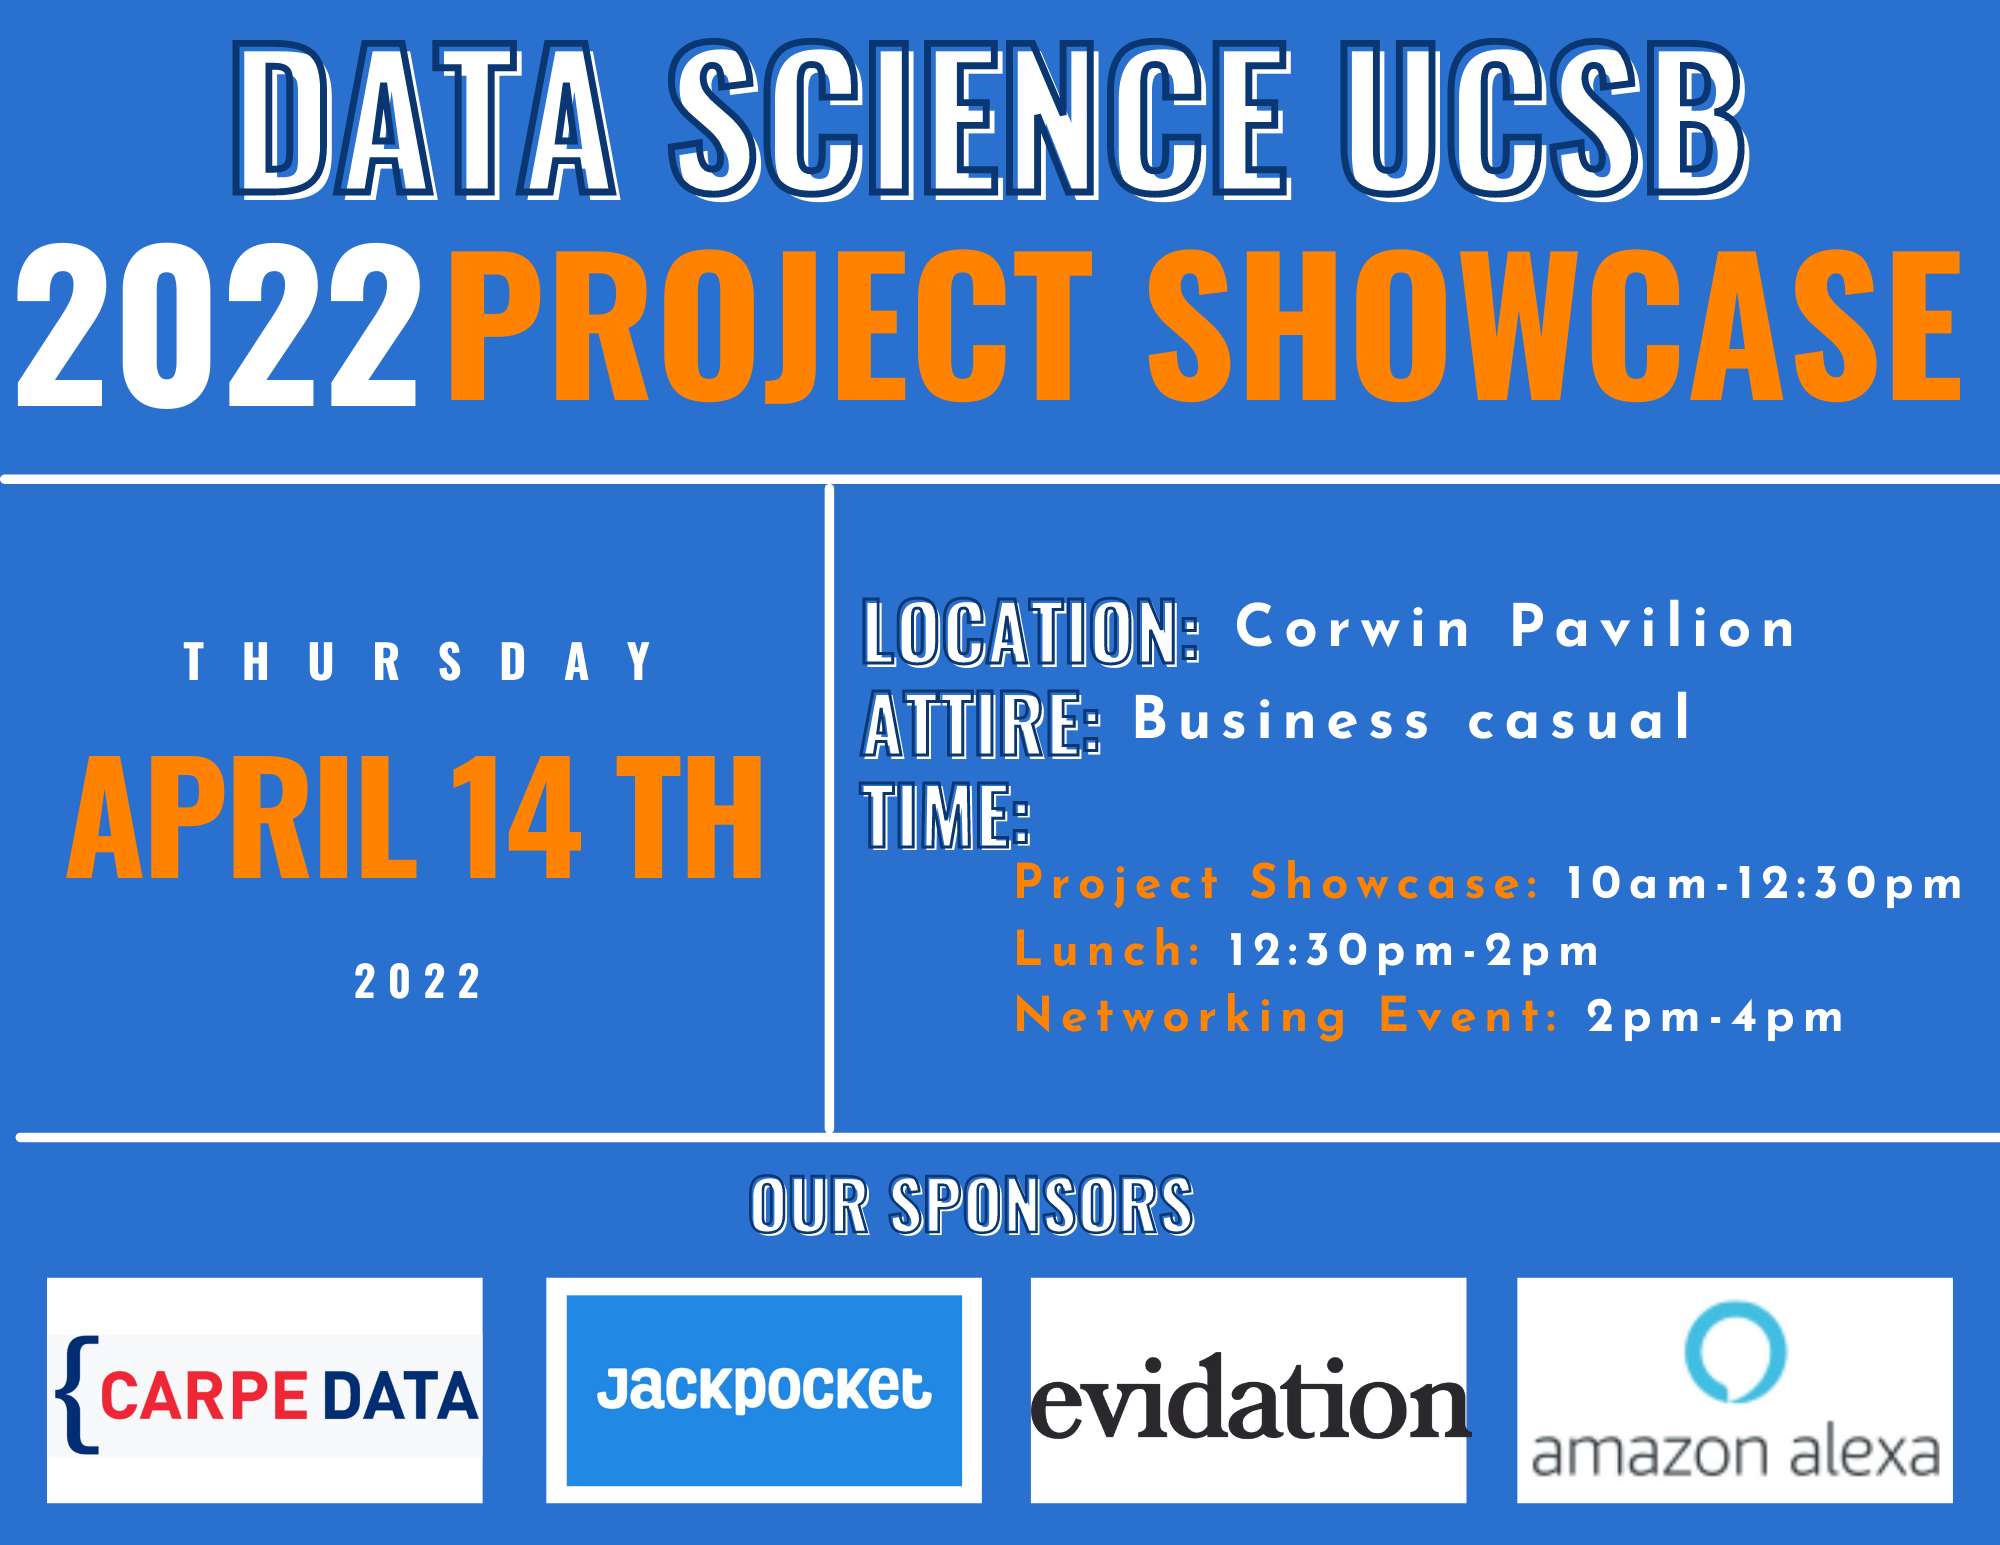 DATA SCIENCE UCSB
2022 PROJECT SHOWCASE
THURSDAY
APRIL 14 TH
2022
LOCATION: Corwin Pavilion
ATTIRE: Business casual
TIME:
Project Showcase: 10am-12:30pm
Lunch: 12:30pm-2pm
Networking Event: 2pm-4pm
OUR SPONSORS
{CARPE DATA
Jackpocket
evidation
amazon alexa